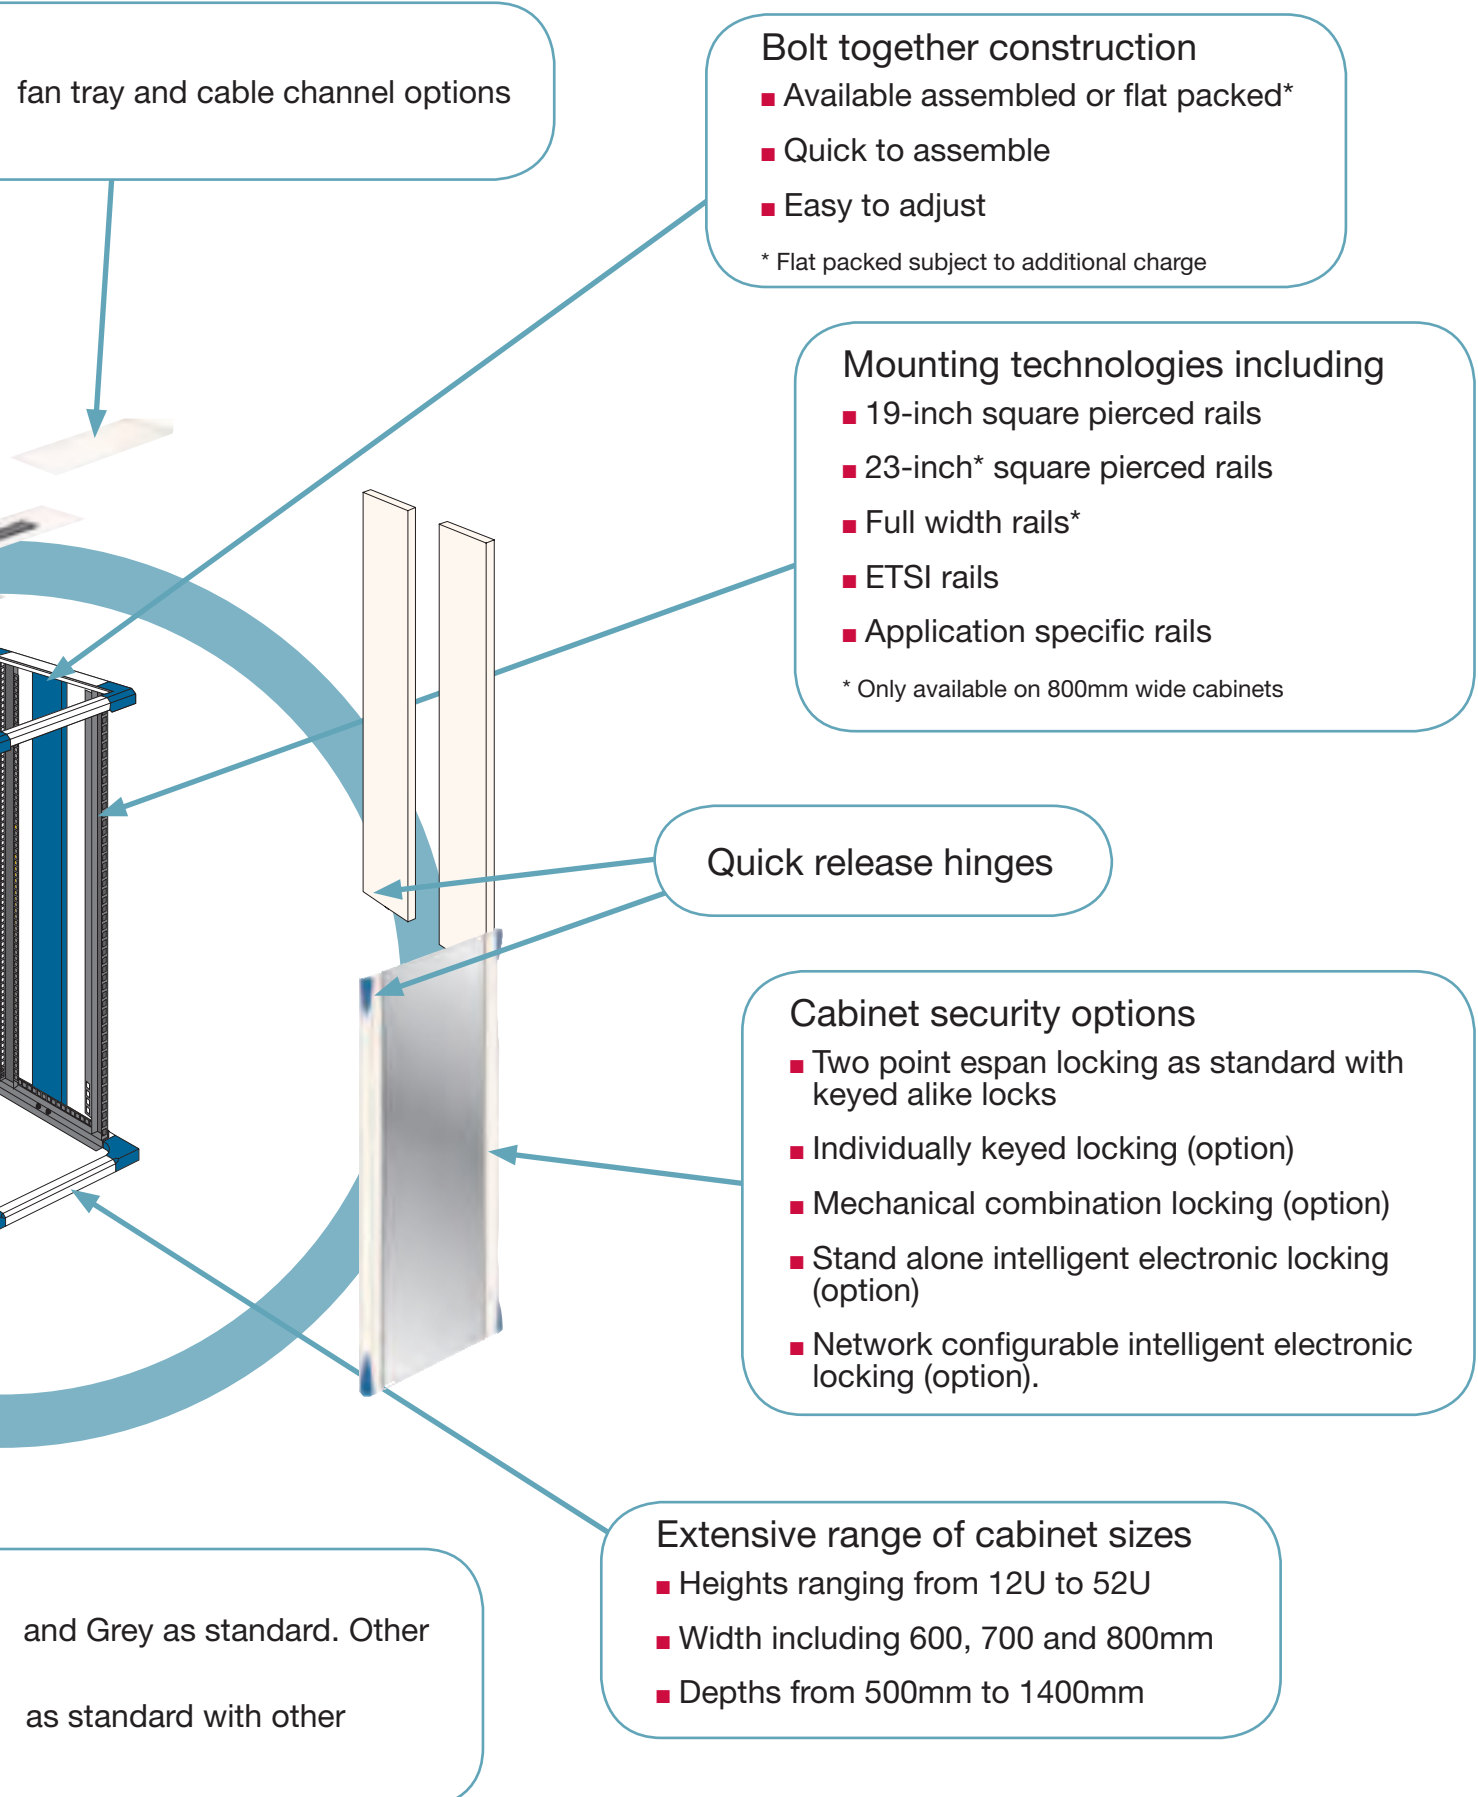 fan tray and cable channel options
Bolt together construction
■ Available assembled or flat packed*
■ Quick to assemble
■ Easy to adjust
* Flat packed subject to additional charge
Mounting technologies including
■ 19-inch square pierced rails
■ 23-inch* square pierced rails
■ Full width rails*
■ ETSI rails
■ Application specific rails
* Only available on 800mm wide cabinets
Quick release hinges
Cabinet security options
■ Two point espan locking as standard with
keyed alike locks
■ Individually keyed locking (option)
■ Mechanical combination locking (option)
■ Stand alone intelligent electronic locking
(option)
■ Network configurable intelligent electronic
locking (option).
Extensive range of cabinet sizes
■ Heights ranging from 12U to 52U
■ Width including 600, 700 and 800mm
■ Depths from 500mm to 1400mm
and Grey as standard. Other
as standard with other